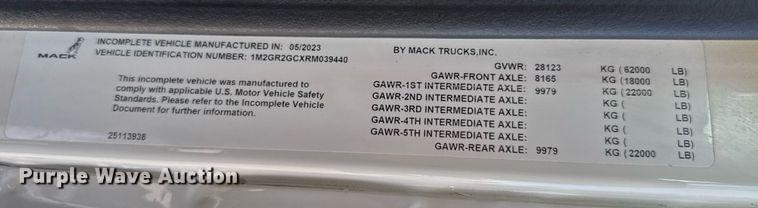 MACK
INCOMPLETE VEHICLE MANUFACTURED IN: 05/2023 BY MACK TRUCKS,INC.
VEHICLE IDENTIFICATION NUMBER: 1M2GR2GCXRM039440
This incomplete vehicle was manufactured to
comply with applicable U.S. Motor Vehicle Safety
Standards. Please refer to the Incomplete Vehicle
Document for further information.
25113938
GVWR: 28123 KG (62000 LB)
GAWR-FRONT AXLE: 8165 KG (18000 LB)
GAWR-1ST INTERMEDIATE AXLE: 9979 KG (22000 LB)
GAWR-2ND INTERMEDIATE AXLE: KG ( LB)
GAWR-3RD INTERMEDIATE AXLE: KG ( LB)
GAWR-4TH INTERMEDIATE AXLE: KG ( LB)
GAWR-5TH INTERMEDIATE AXLE: KG ( LB)
GAWR-REAR AXLE: 9979 KG (22000 LB)
Purple Wave Auction